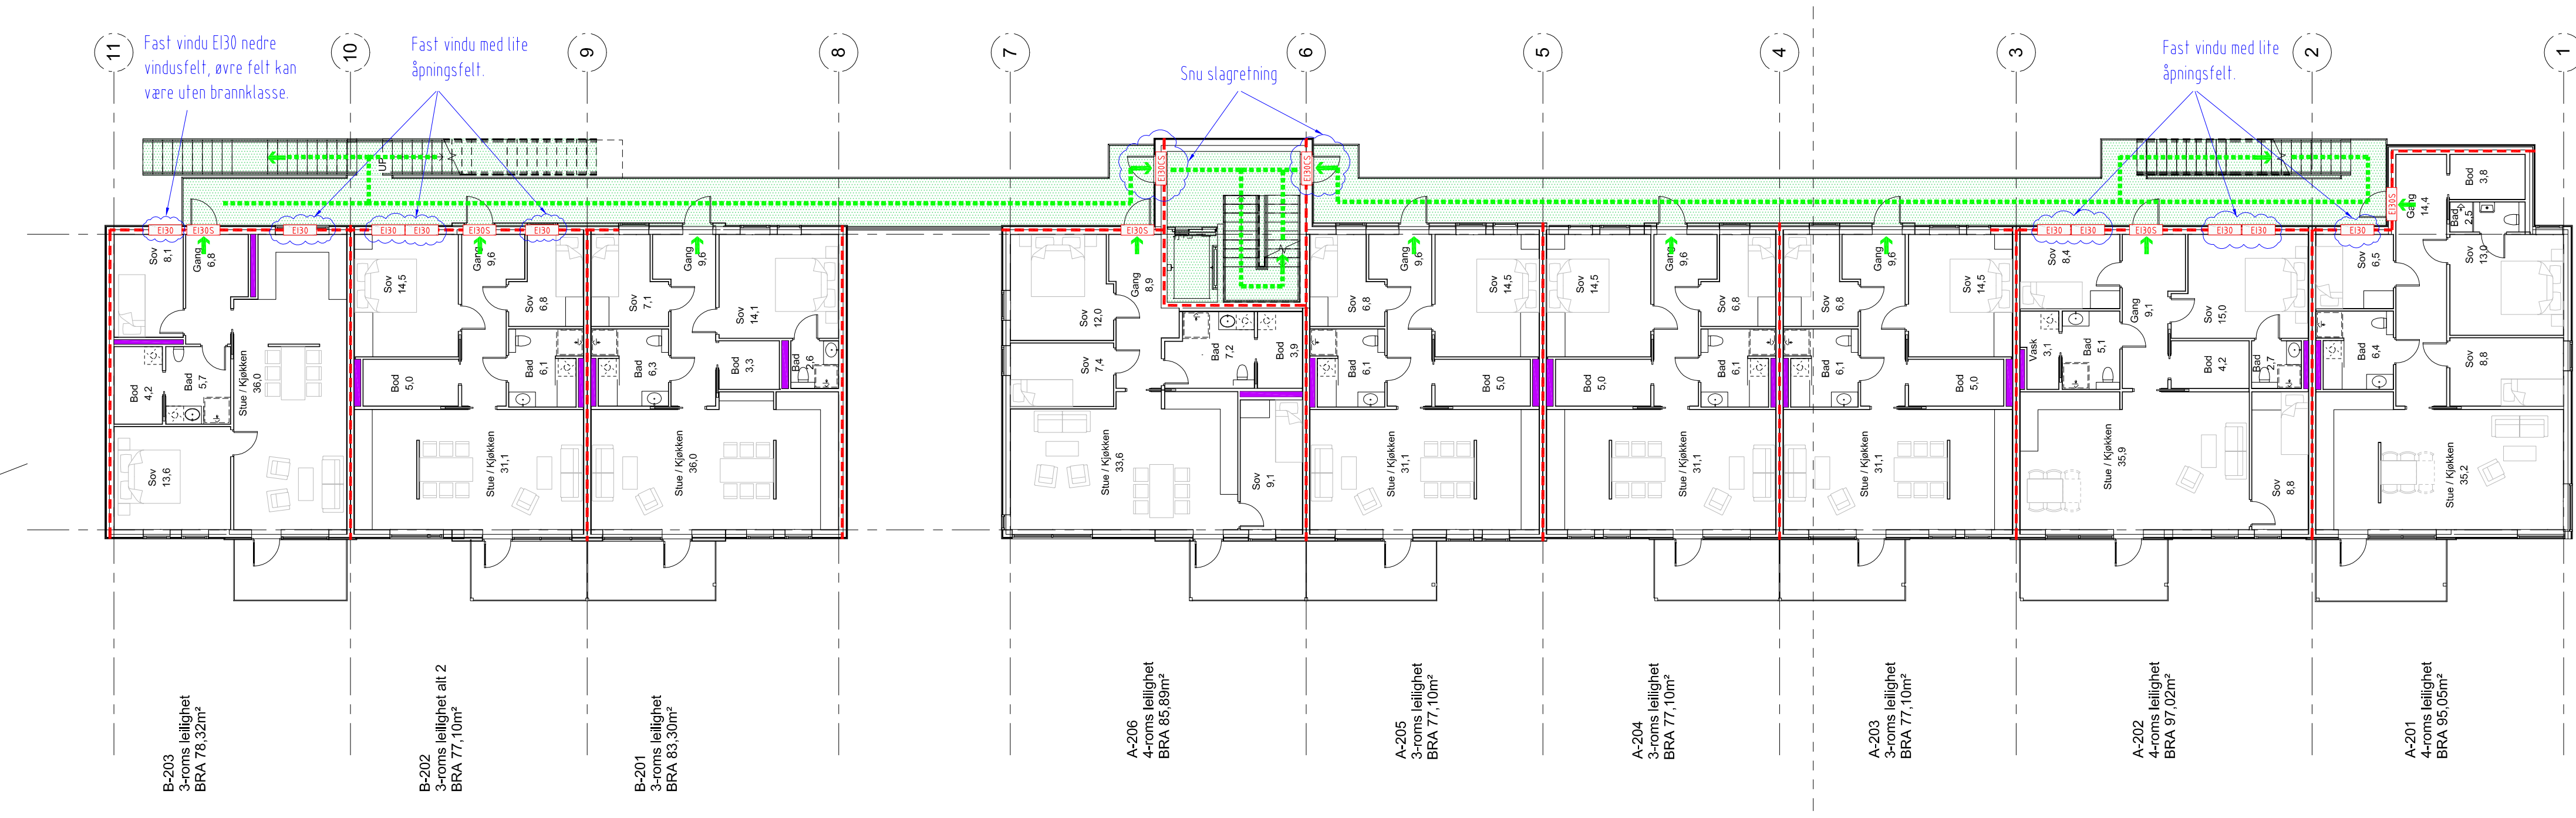 11
10
9
8
7
6
5
4
3
2
1
Fast vindu EI30 nedre
vindusfelt, øvre felt kan
være uten brannklasse.
Fast vindu med lite
åpningsfelt.
Snu slagretning
Fast vindu med lite
åpningsfelt.
UP
EI30CS
EI30CS
EI30
EI30S
EI30
EI30
EI30
EI30S
EI30
EI30S
EI30
EI30
EI30S
EI30
EI30
EI30
EI30S
Sov
8,1
Gang
6,8
Bod
4,2
Bad
5,7
Stue / Kjøkken
36,0
Sov
13,6
Sov
14,5
Gang
9,6
Sov
6,8
Bod
5,0
Bad
6,1
Stue / Kjøkken
31,1
Sov
7,1
Gang
9,6
Sov
14,1
Bad
6,3
Bod
3,3
Bad
2,6
Stue / Kjøkken
36,0
Sov
12,0
Gang
8,9
Sov
7,4
Bad
7,2
Bod
3,9
Stue / Kjøkken
33,6
Sov
9,1
Sov
6,8
Gang
9,6
Sov
14,5
Bad
6,1
Bod
5,0
Stue / Kjøkken
31,1
Sov
14,5
Gang
9,6
Sov
6,8
Bod
5,0
Bad
6,1
Stue / Kjøkken
31,1
Sov
6,8
Gang
9,6
Sov
14,5
Bad
6,1
Bod
5,0
Stue / Kjøkken
31,1
Sov
8,4
Gang
9,1
Sov
15,0
Vask
3,1
Bad
5,1
Bod
4,2
Bad
2,7
Stue / Kjøkken
35,9
Sov
8,8
Gang
14,4
Bod
3,8
Bad
2,5
Sov
6,5
Sov
13,0
Bad
6,4
Sov
8,8
Stue / Kjøkken
35,2
B-203
3-roms leilighet
BRA 78,32m²
B-202
3-roms leilighet alt 2
BRA 77,10m²
B-201
3-roms leilighet
BRA 83,30m²
A-206
4-roms leilighet
BRA 85,89m²
A-205
3-roms leilighet
BRA 77,10m²
A-204
3-roms leilighet
BRA 77,10m²
A-203
3-roms leilighet
BRA 77,10m²
A-202
4-roms leilighet
BRA 97,02m²
A-201
4-roms leilighet
BRA 95,05m²